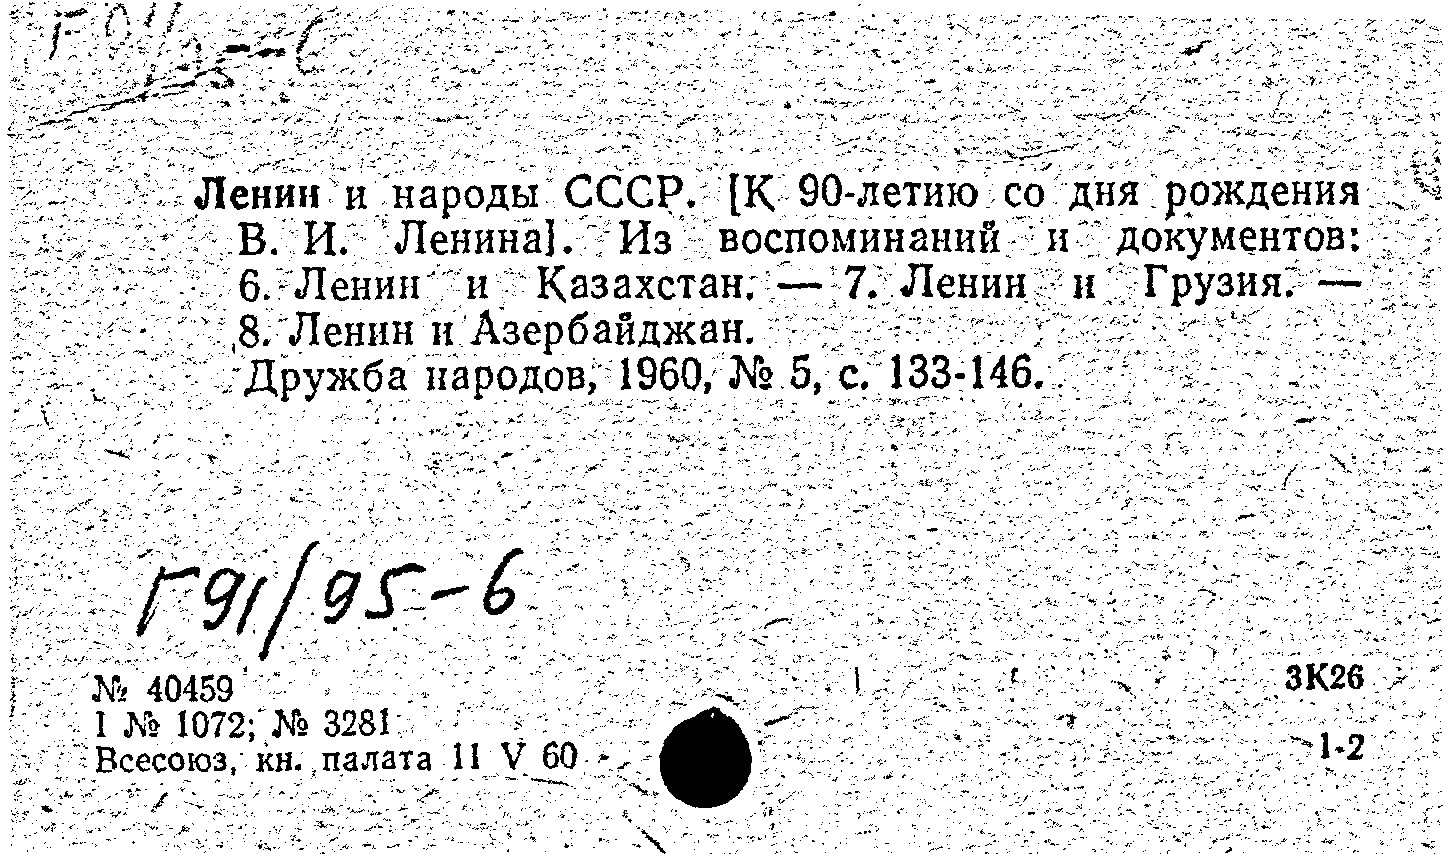 Ленин и народы СССР. [К 90-летию со дня рождения
В. И. Ленина]. Из воспоминаний и документов:
6. Ленин и Казахстан. — 7. Ленин и Грузия. —
8. Ленин и Азербайджан.
Дружба народов, 1960, № 5, с. 133-146.
Г91/95-6
№ 40459
1 № 1072; № 3281
Всесоюз. кн. палата 11 V 60
3К26
1-2